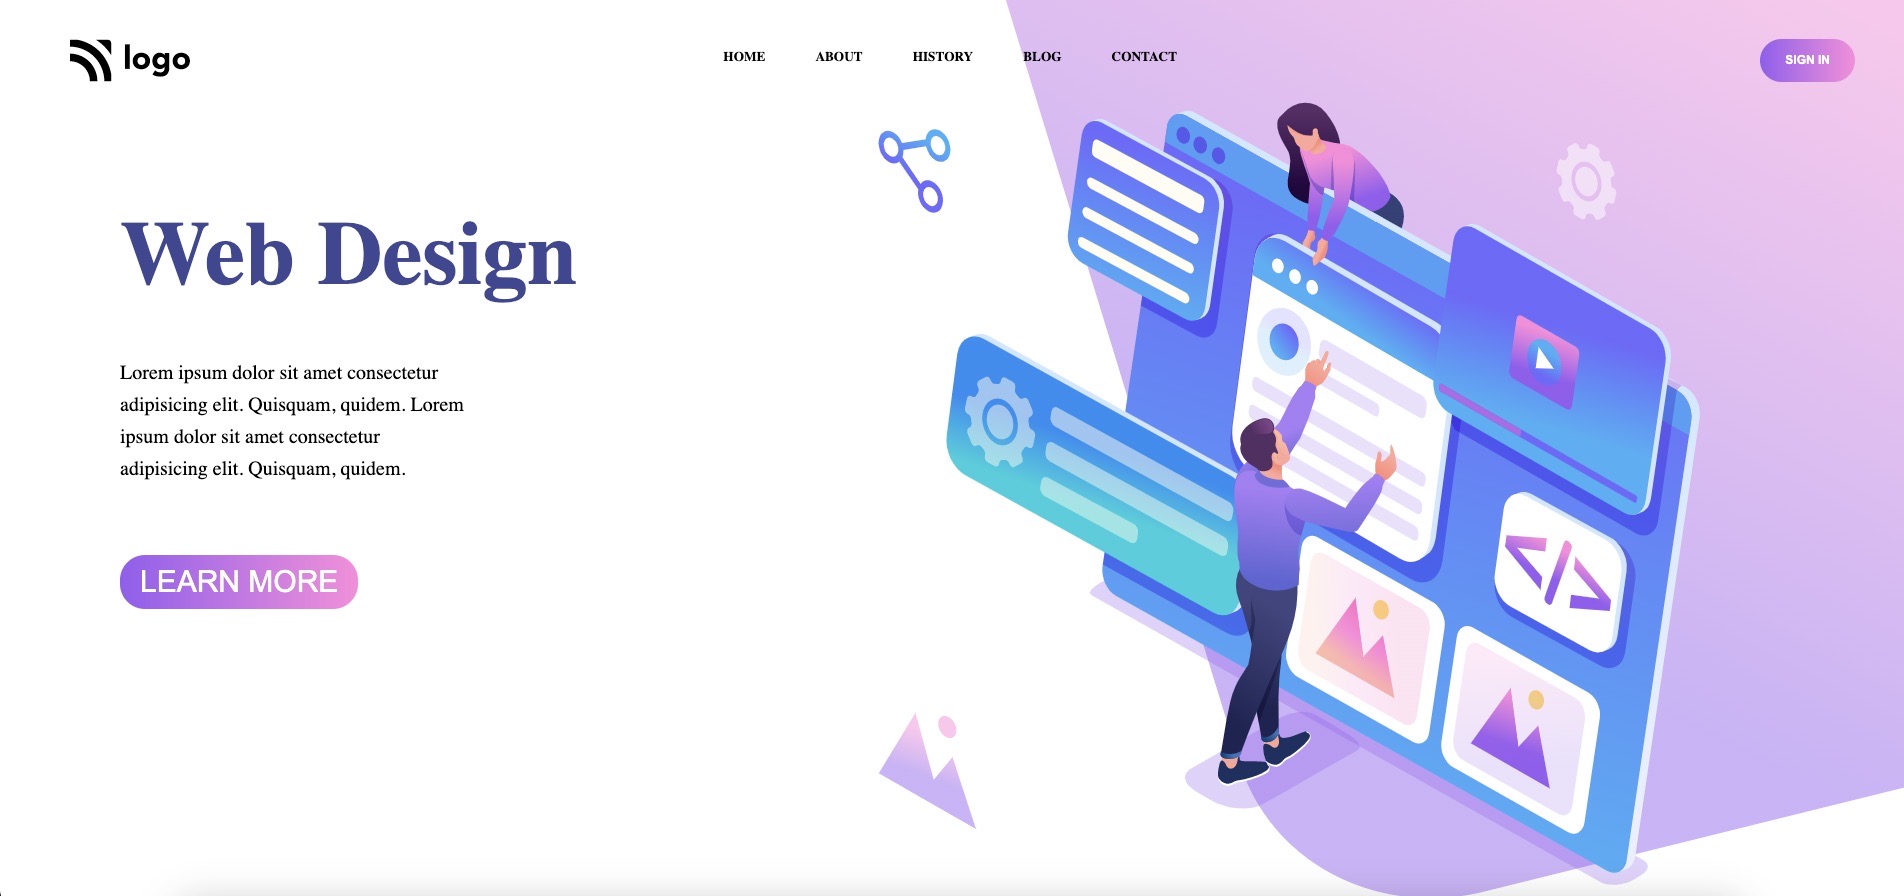 logo
HOME ABOUT HISTORY BLOG CONTACT
SIGN IN
Web Design
Lorem ipsum dolor sit amet consectetur
adipisicing elit. Quisquam, quidem. Lorem
ipsum dolor sit amet consectetur
adipisicing elit. Quisquam, quidem.
LEARN MORE
</>